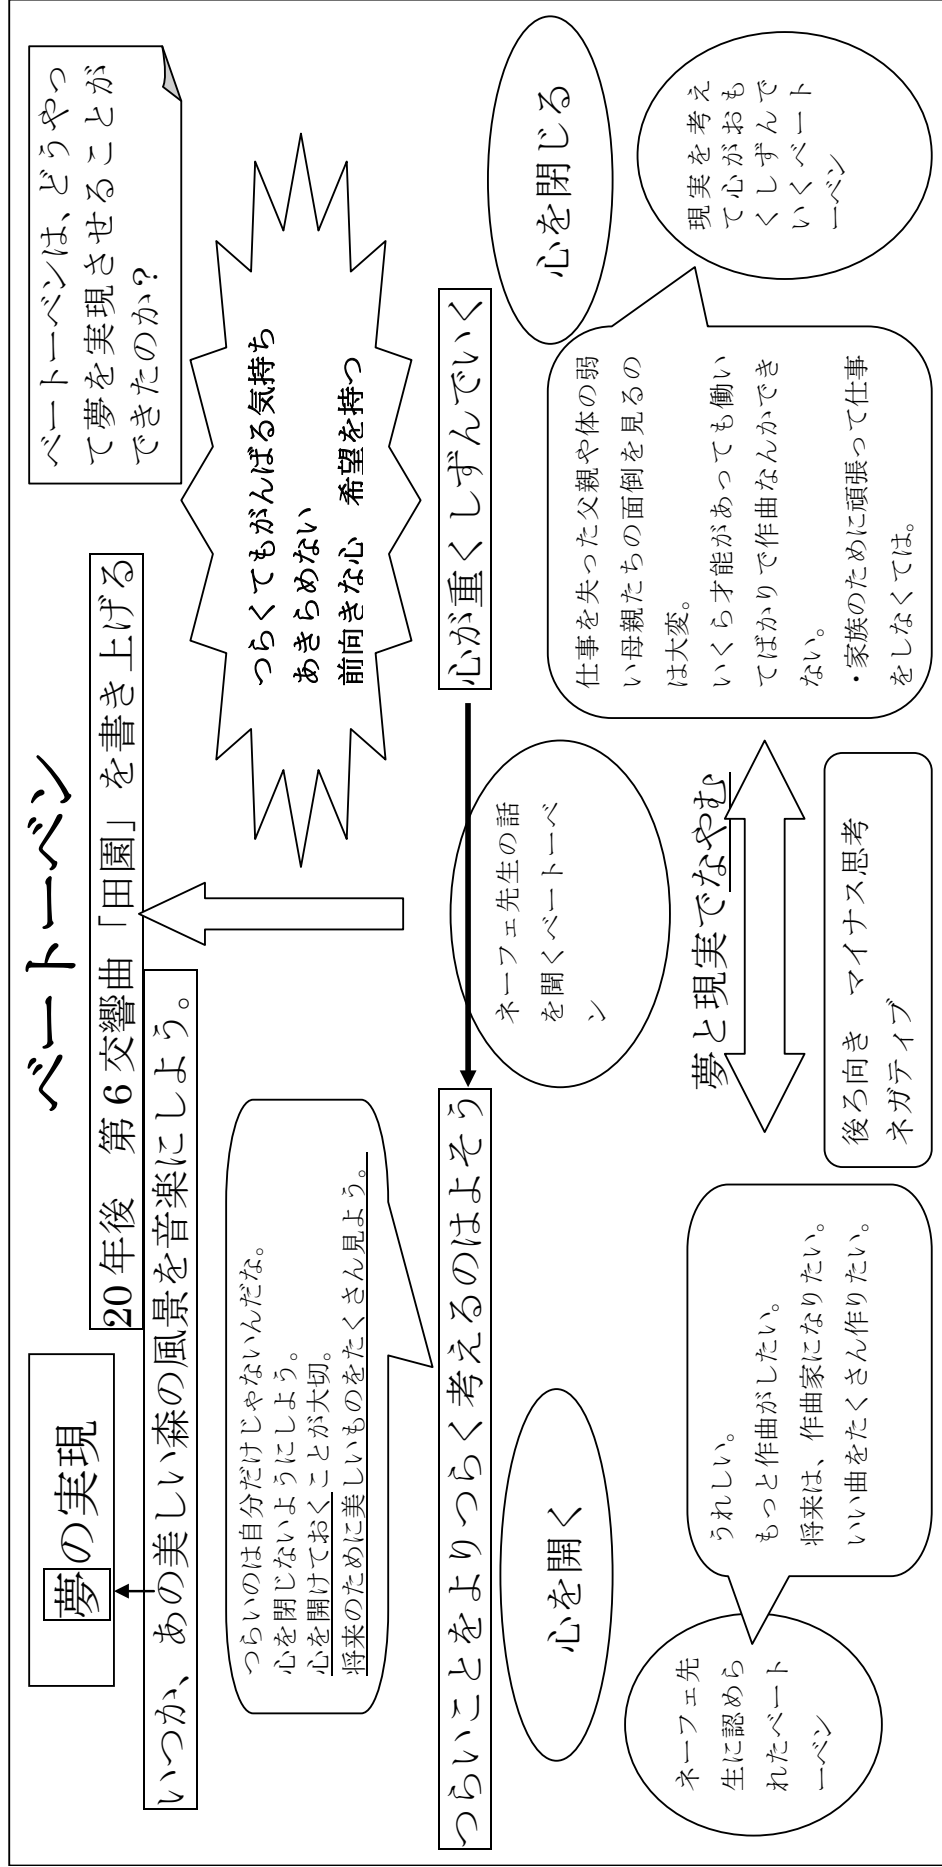 ベートーベン
ベートーベンは、どうやっ
て夢を実現させることが
できたのか?
夢の実現
20年後　第6交響曲「田園」を書き上げる
いつか、あの美しい森の風景を音楽にしよう。
つらくてもがんばる気持ち
あきらめない
前向きな心　希望を持つ
つらいのは自分だけじゃないんだな。
心を閉じないようにしよう。
心を開けておくことが大切。
将来のために美しいものをたくさん見よう。
つらいことをよりつらく考えるのはよそう
心が重くしずんでいく
心を開く
ネーフェ先生の話
を聞くベートーベ
ン
心を閉じる
ネーフェ先
生に認めら
れたベート
ーベン
うれしい。
もっと作曲がしたい。
将来は、作曲家になりたい。
いい曲をたくさん作りたい。
夢と現実でなやむ
後ろ向き　マイナス思考
ネガティブ
仕事を失った父親や体の弱
い母親たちの面倒を見るの
は大変。
いくら才能があっても働い
てばかりで作曲なんかでき
ない。
・家族のために頑張って仕事
をしなくては。
現実を考え
て心がおも
くしずんで
いくベート
ーベン